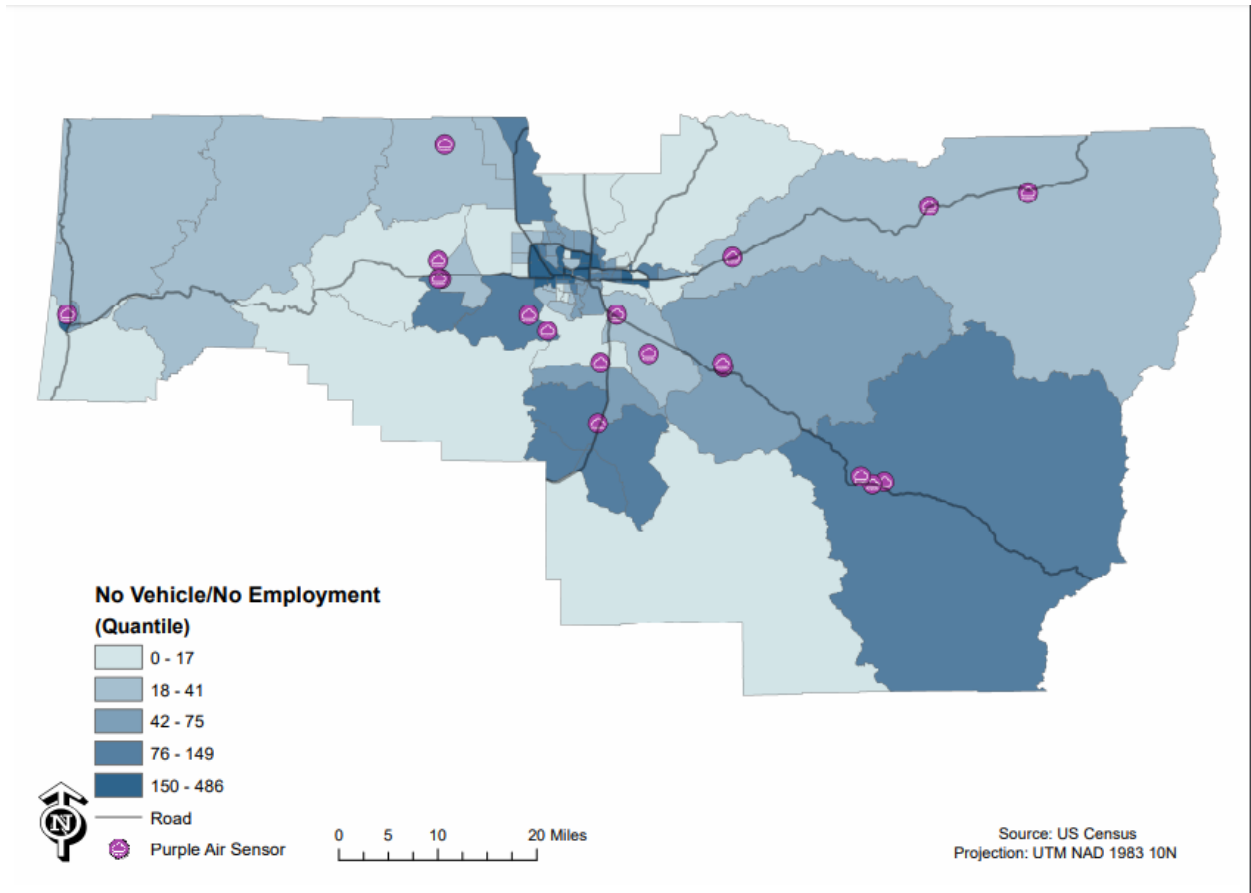 No Vehicle/No Employment
(Quantile)
0 - 17
18 - 41
42 - 75
76 - 149
150 - 486
Road
Purple Air Sensor
N
0 5 10 20 Miles
Source: US Census
Projection: UTM NAD 1983 10N